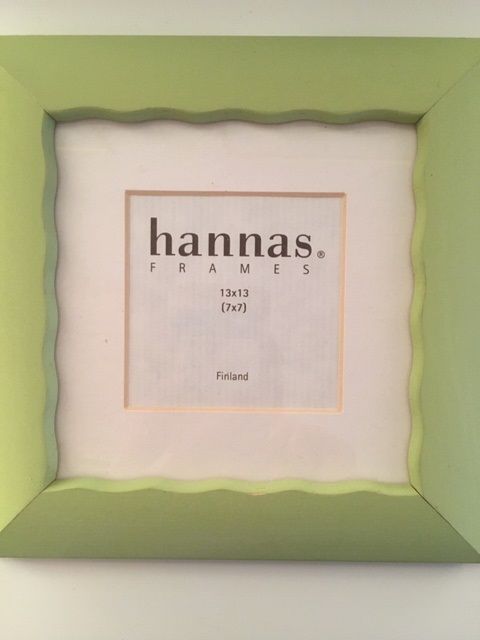 hannas®
FRAMES
13x13
(7x7)
Finland